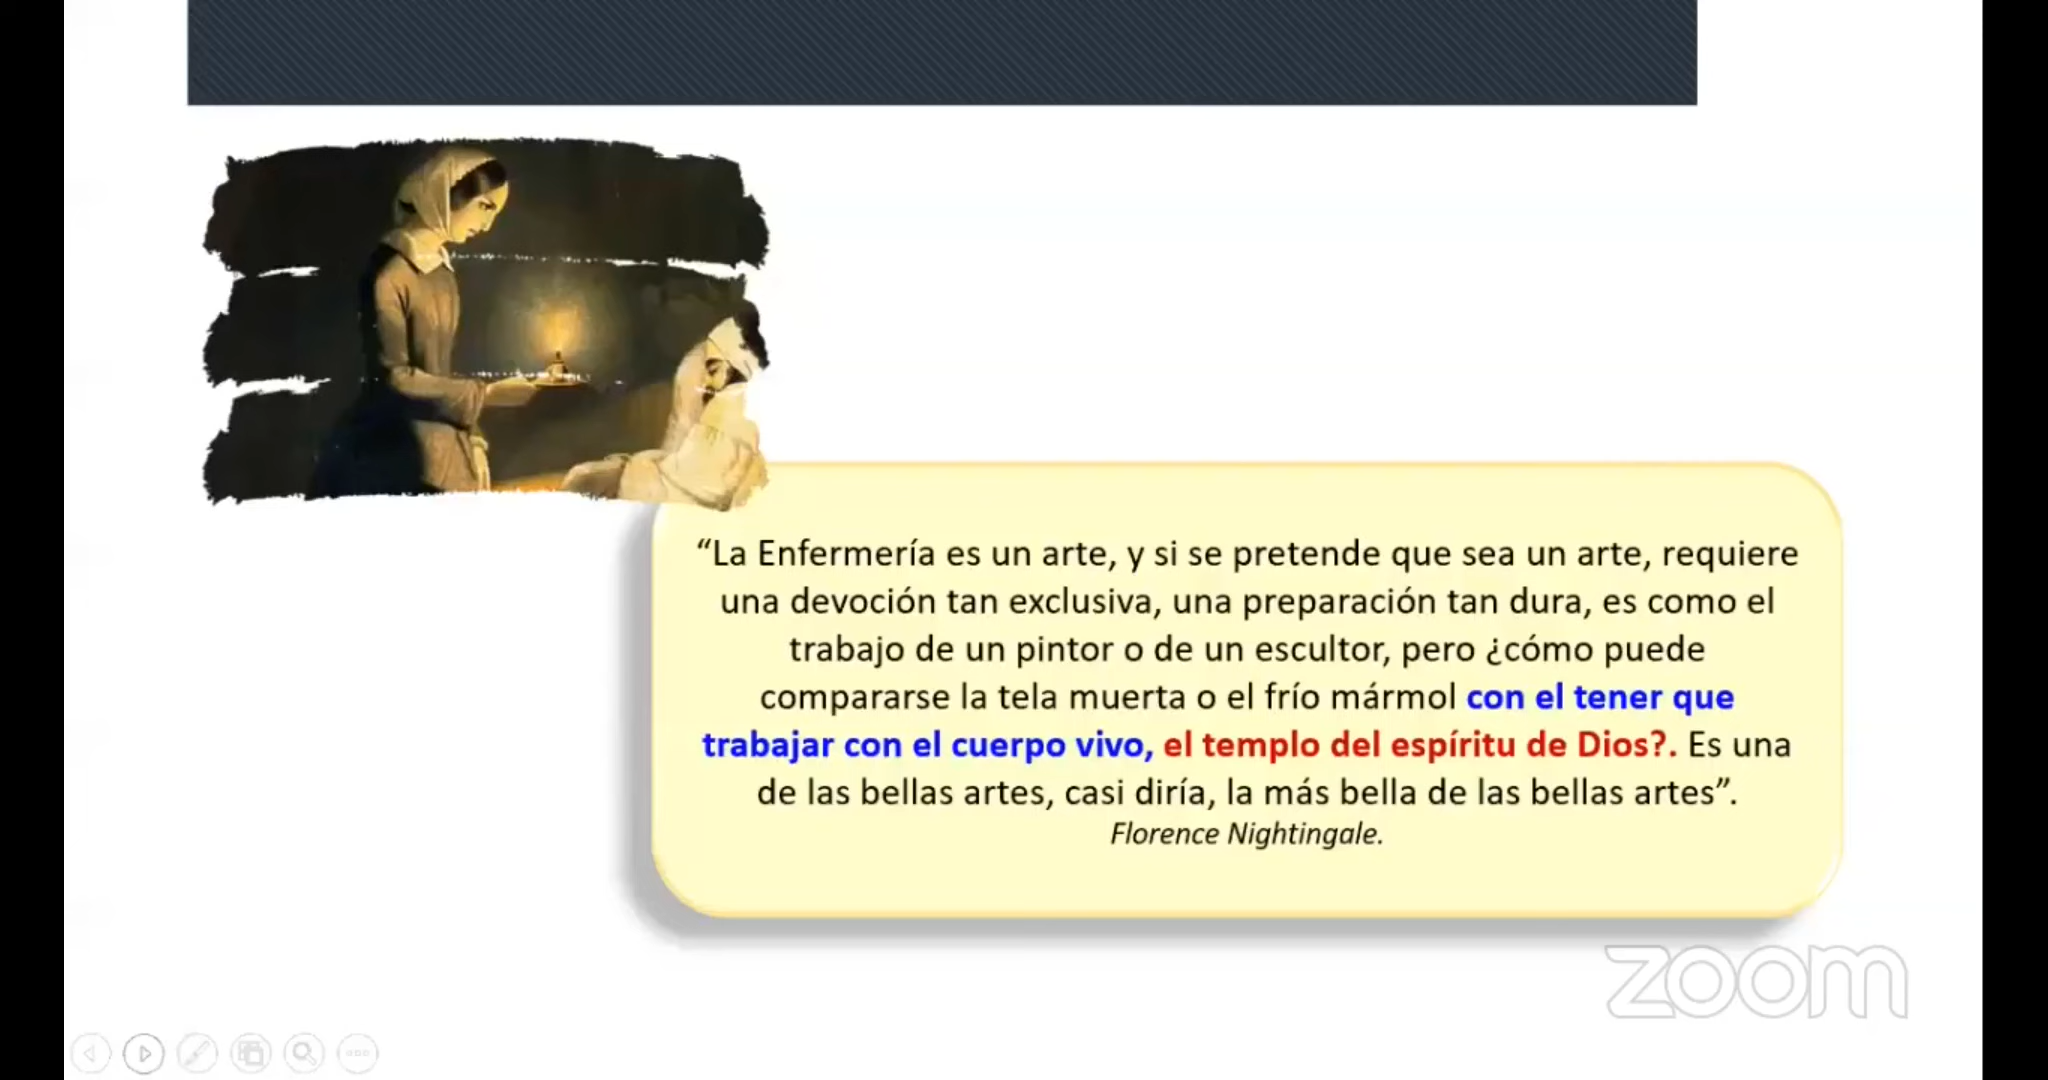 “La Enfermería es un arte, y si se pretende que sea un arte, requiere
una devoción tan exclusiva, una preparación tan dura, es como el
trabajo de un pintor o de un escultor, pero ¿cómo puede
compararse la tela muerta o el frío mármol con el tener que
trabajar con el cuerpo vivo, el templo del espíritu de Dios?. Es una
de las bellas artes, casi diría, la más bella de las bellas artes”.
Florence Nightingale.
zoom